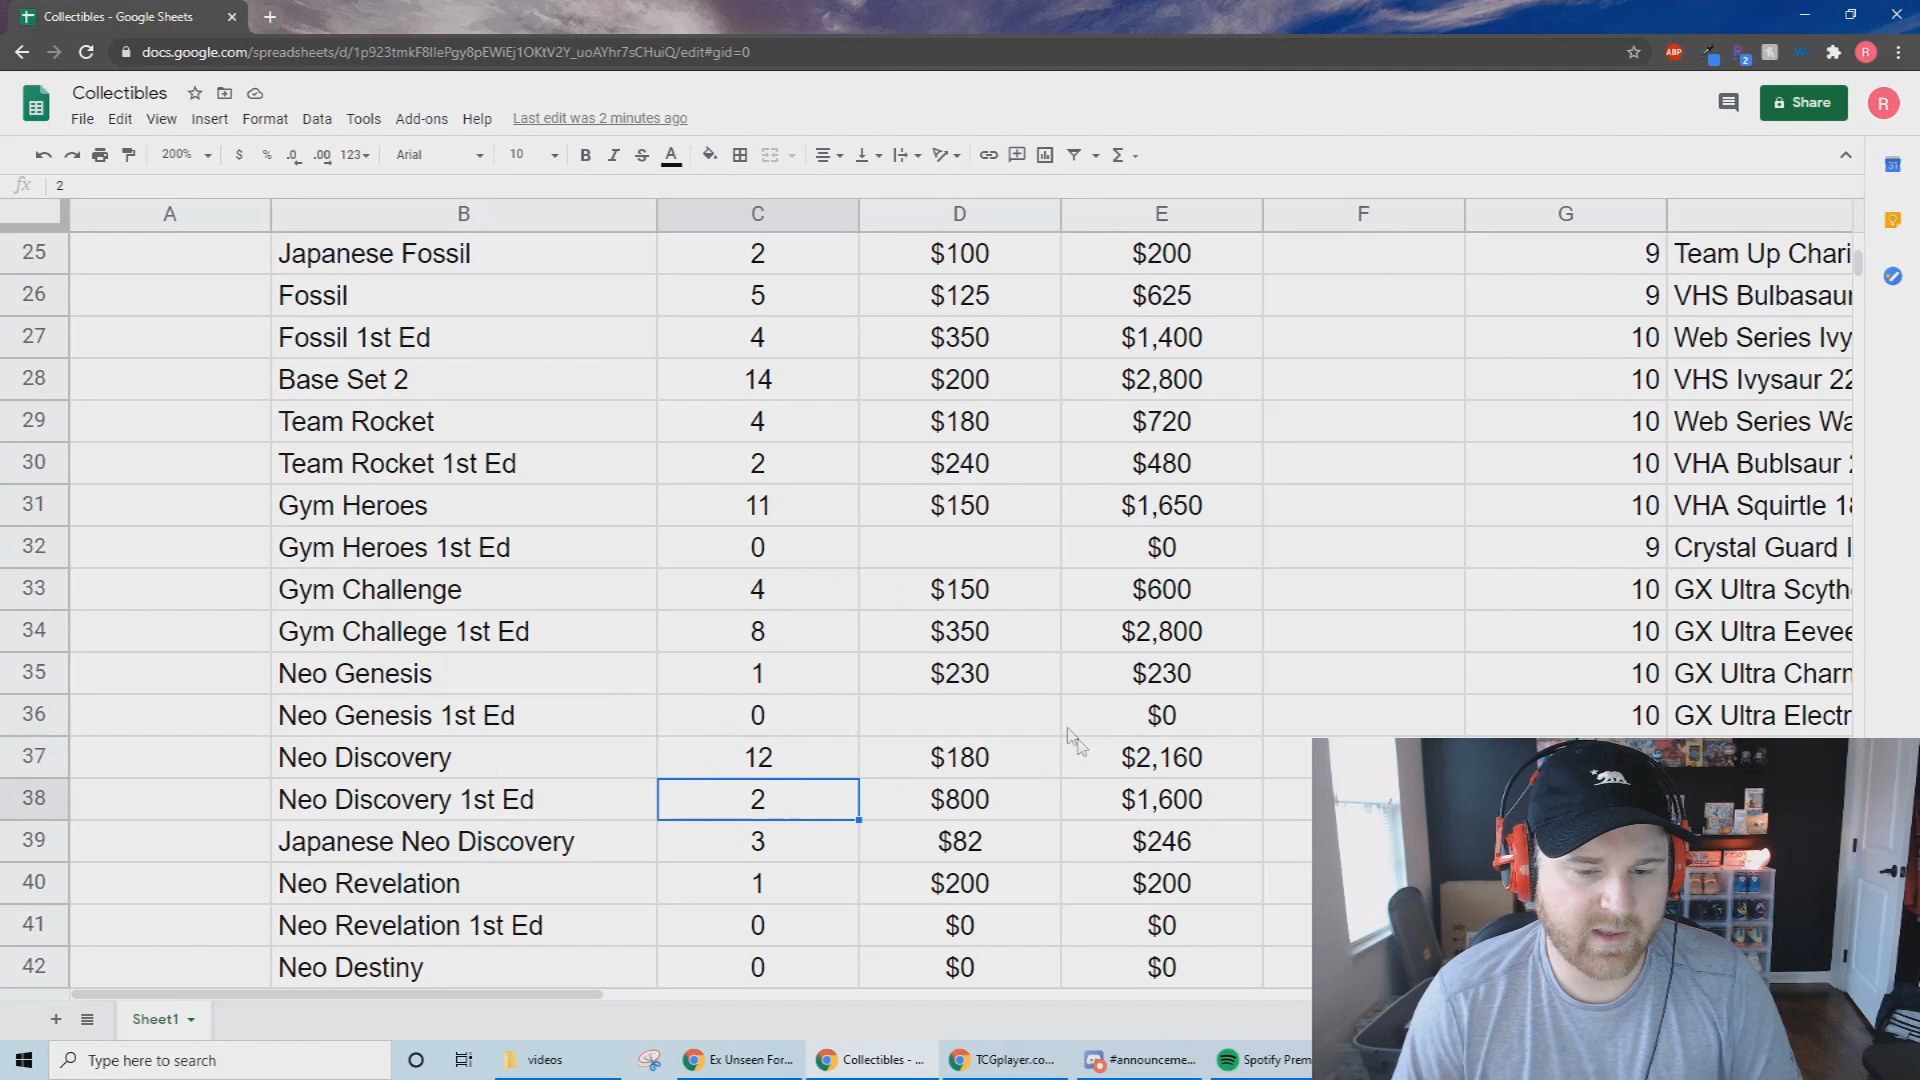 Collectibles - Google Sheets
docs.google.com/spreadsheets/d/1p923tmkF8IlePgy8pEWiEj1OKtV2Y_uoAYhr7sCHuiQ/edit#gid=0
ABP
2
R
Collectibles
Share
R
File Edit View Insert Format Data Tools Add-ons Help Last edit was 2 minutes ago
200% $ % .0 .00 123 Arial 10 B I S A
31
fx 2
A B C D E F G
25 Japanese Fossil 2 $100 $200 9 Team Up Chari
26 Fossil 5 $125 $625 9 VHS Bulbasaur
27 Fossil 1st Ed 4 $350 $1,400 10 Web Series Ivy
28 Base Set 2 14 $200 $2,800 10 VHS Ivysaur 22
29 Team Rocket 4 $180 $720 10 Web Series Wa
30 Team Rocket 1st Ed 2 $240 $480 10 VHA Bublsaur
31 Gym Heroes 11 $150 $1,650 10 VHA Squirtle 18
32 Gym Heroes 1st Ed 0 $0 9 Crystal Guard I
33 Gym Challenge 4 $150 $600 10 GX Ultra Scyth
34 Gym Challege 1st Ed 8 $350 $2,800 10 GX Ultra Eevee
35 Neo Genesis 1 $230 $230 10 GX Ultra Charm
36 Neo Genesis 1st Ed 0 $0 10 GX Ultra Electr
37 Neo Discovery 12 $180 $2,160
38 Neo Discovery 1st Ed 2 $800 $1,600
39 Japanese Neo Discovery 3 $82 $246
40 Neo Revelation 1 $200 $200
41 Neo Revelation 1st Ed 0 $0 $0
42 Neo Destiny 0 $0 $0
Sheet1
Type here to search
videos
Ex Unseen For...
Collectibles - ...
TCGplayer.co...
#announceme...
Spotify Prem